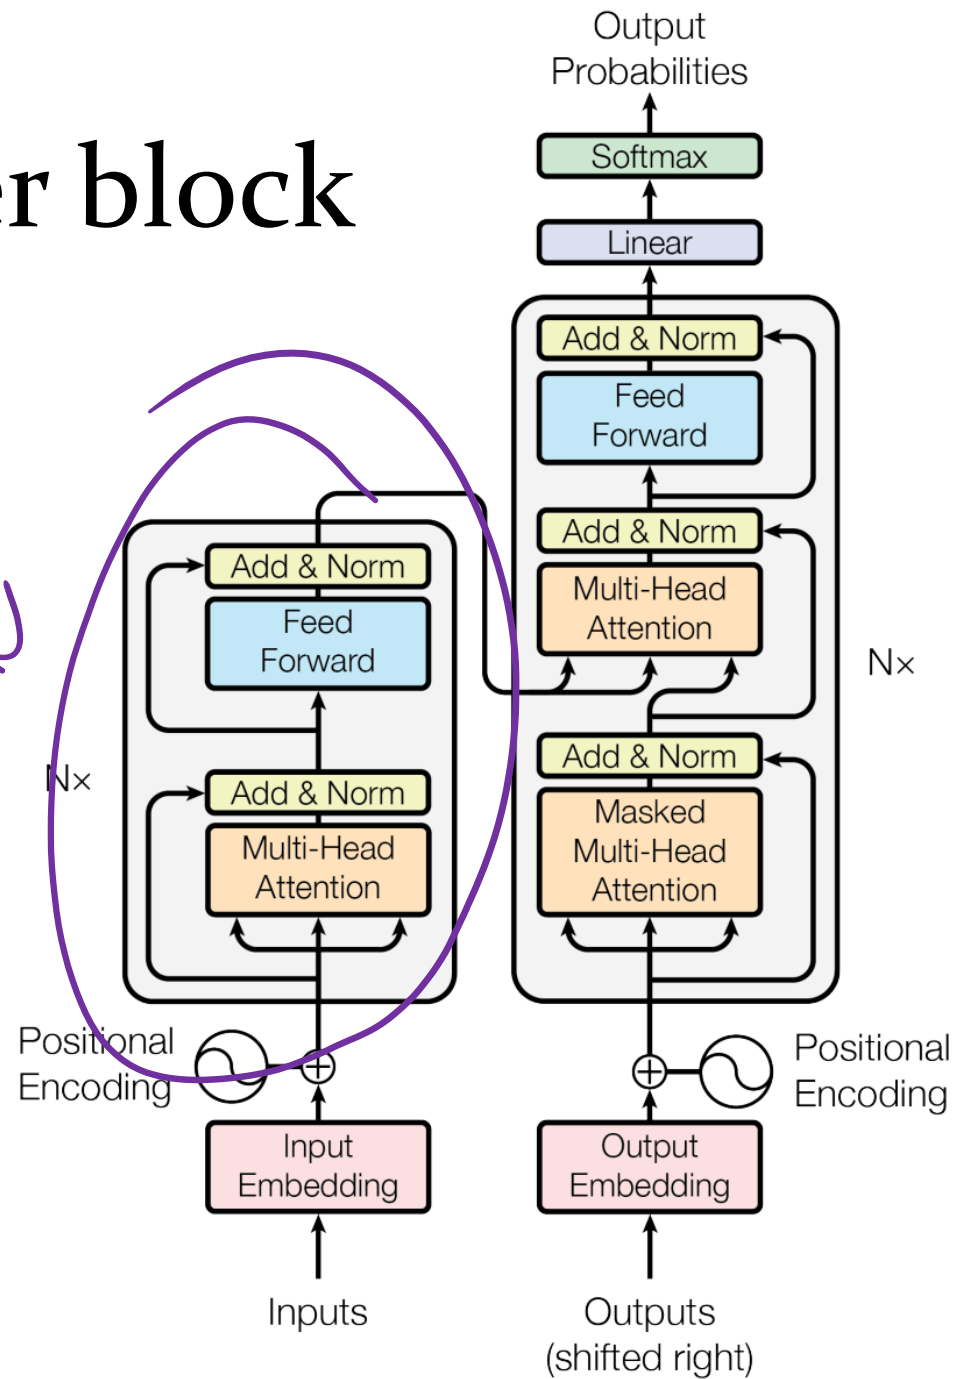 Output
Probabilities
Softmax
er block
Linear
Add & Norm
Feed
Forward
Add & Norm
Multi-Head
Attention
Nx
Add & Norm
Masked
Multi-Head
Attention
Positional
Encoding
Output
Embedding
Outputs
(shifted right)
Add & Norm
Feed
Forward
Nx
Add & Norm
Multi-Head
Attention
Positional
Encoding
Input
Embedding
Inputs